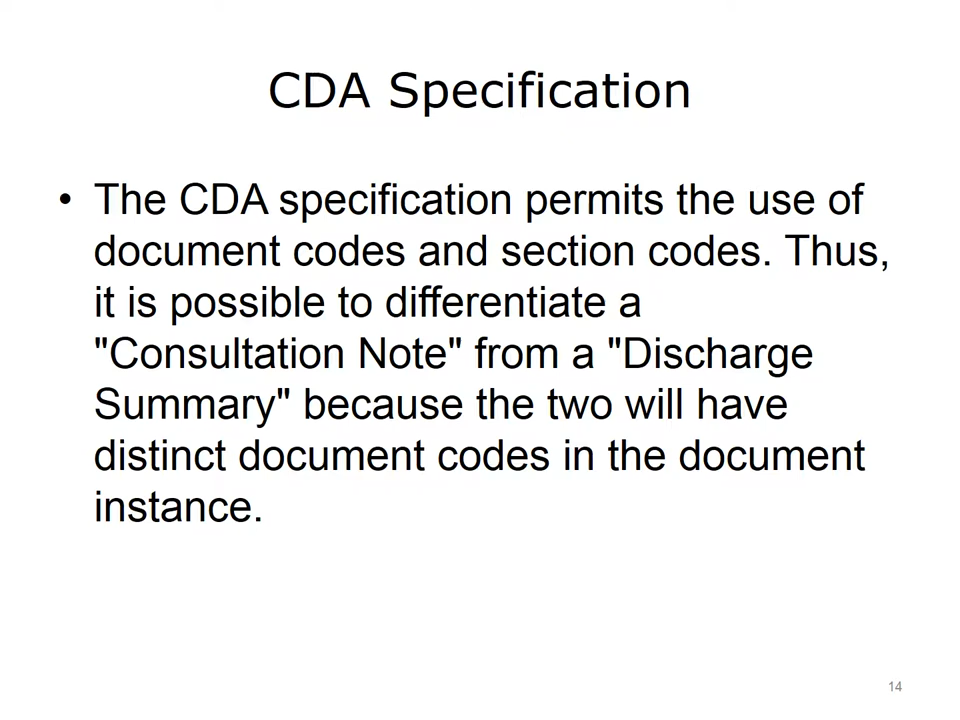 CDA Specification
• The CDA specification permits the use of
document codes and section codes. Thus,
it is possible to differentiate a
"Consultation Note" from a "Discharge
Summary" because the two will have
distinct document codes in the document
instance.
14